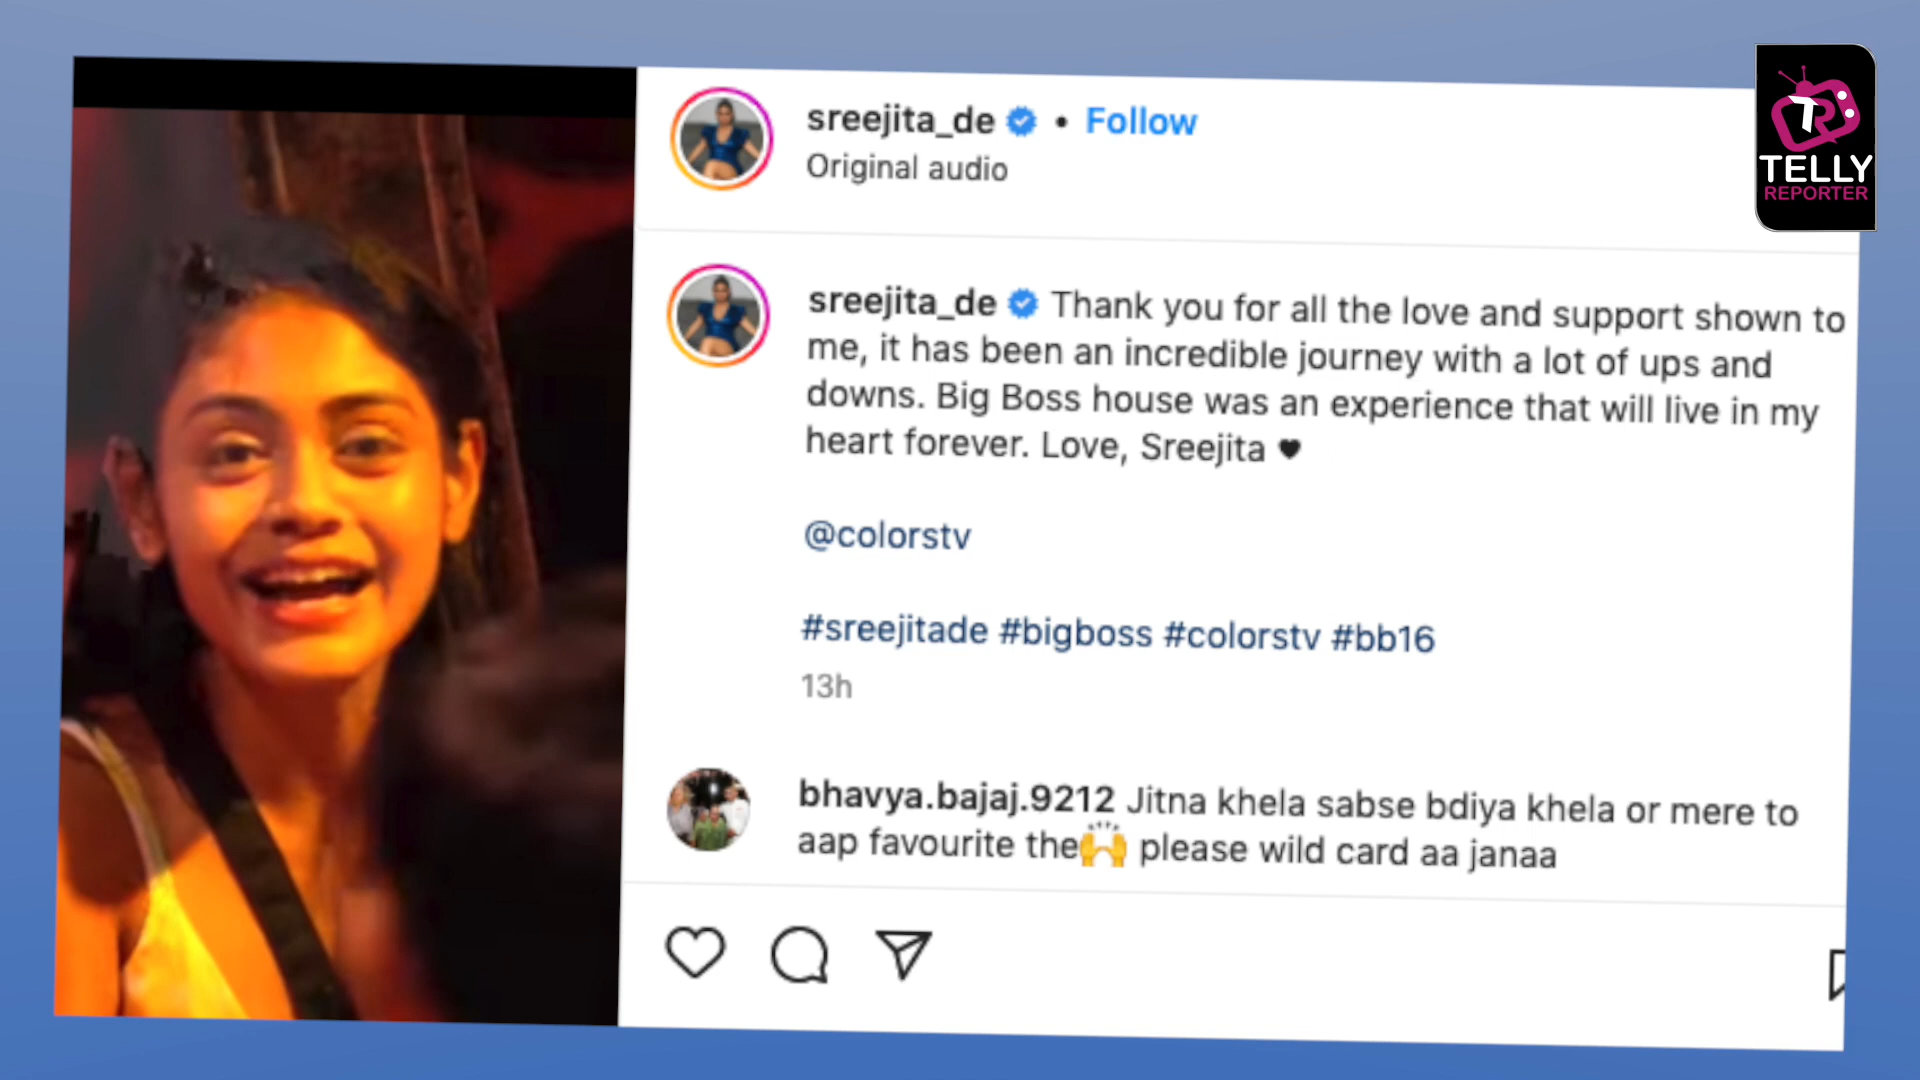 sreejita_de • Follow
Original audio
TELLY
REPORTER
sreejita_de Thank you for all the love and support shown to
me, it has been an incredible journey with a lot of ups and
downs. Big Boss house was an experience that will live in my
heart forever. Love, Sreejita 🖤
@colorstv
#sreejitade #bigboss #colorstv #bb16
13h
bhavya.bajaj.9212 Jitna khela sabse bdiya khela or mere to
aap favourite the🙌 please wild card aa janaa